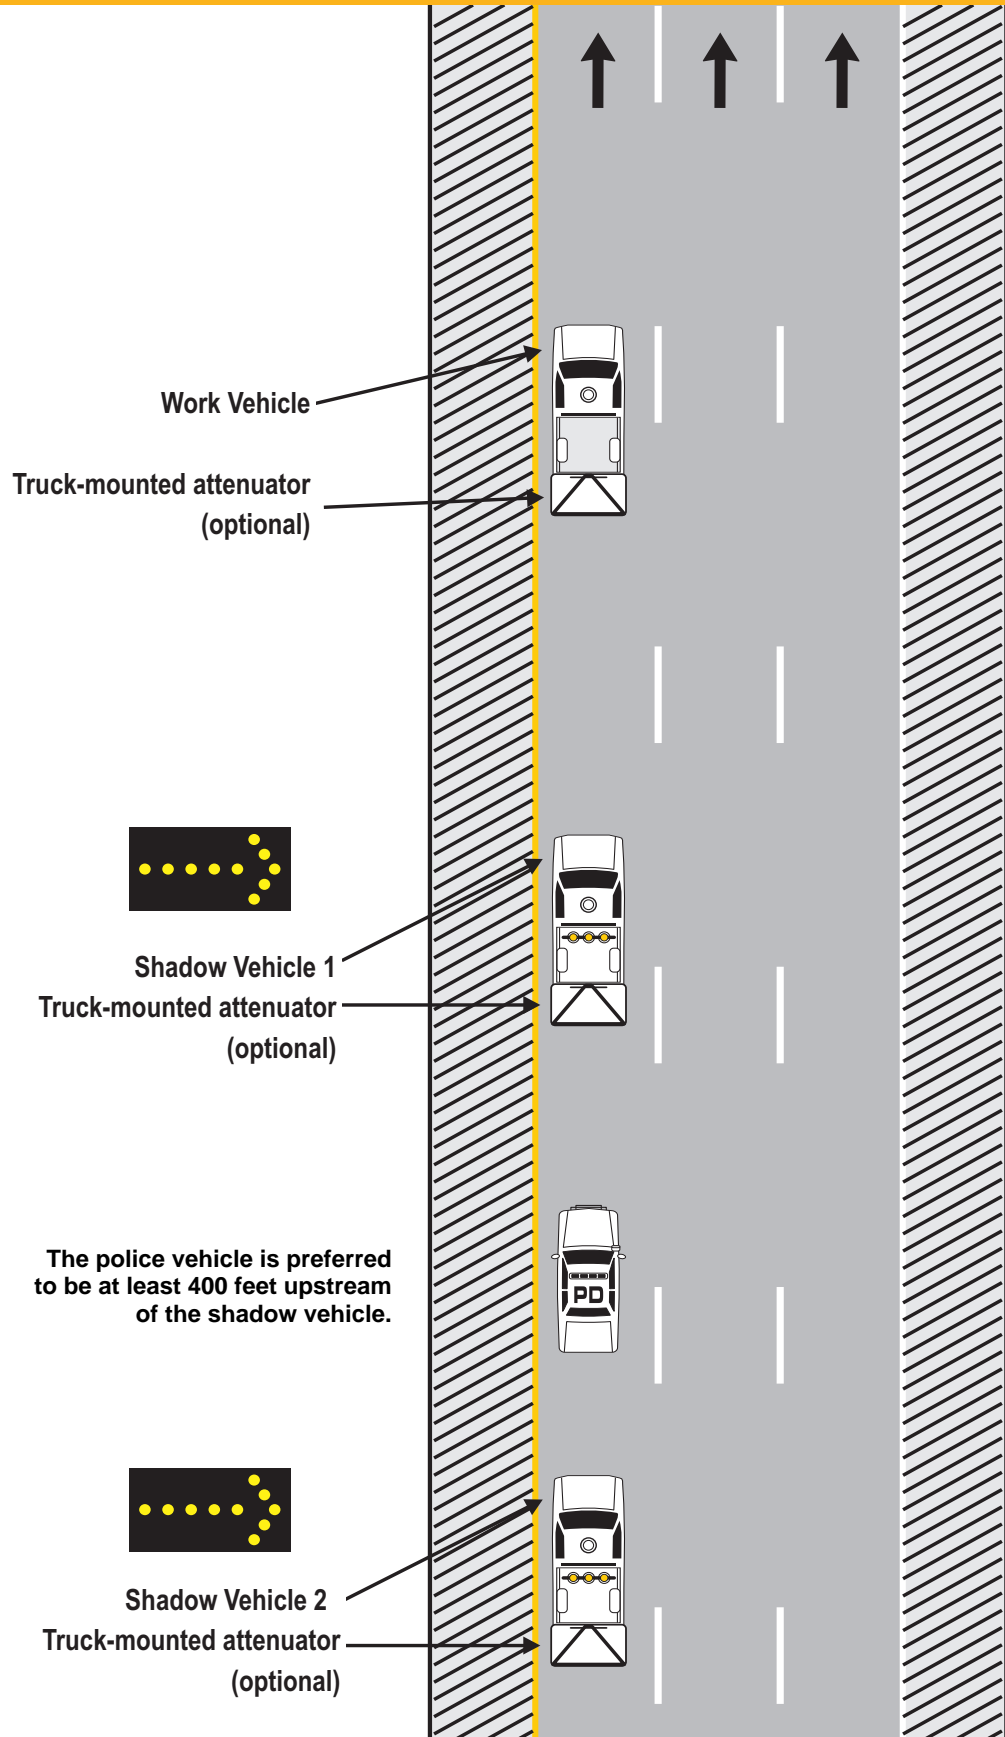 Work Vehicle
Truck-mounted attenuator
(optional)
Shadow Vehicle 1
Truck-mounted attenuator
(optional)
The police vehicle is preferred
to be at least 400 feet upstream
of the shadow vehicle.
PD
Shadow Vehicle 2
Truck-mounted attenuator
(optional)